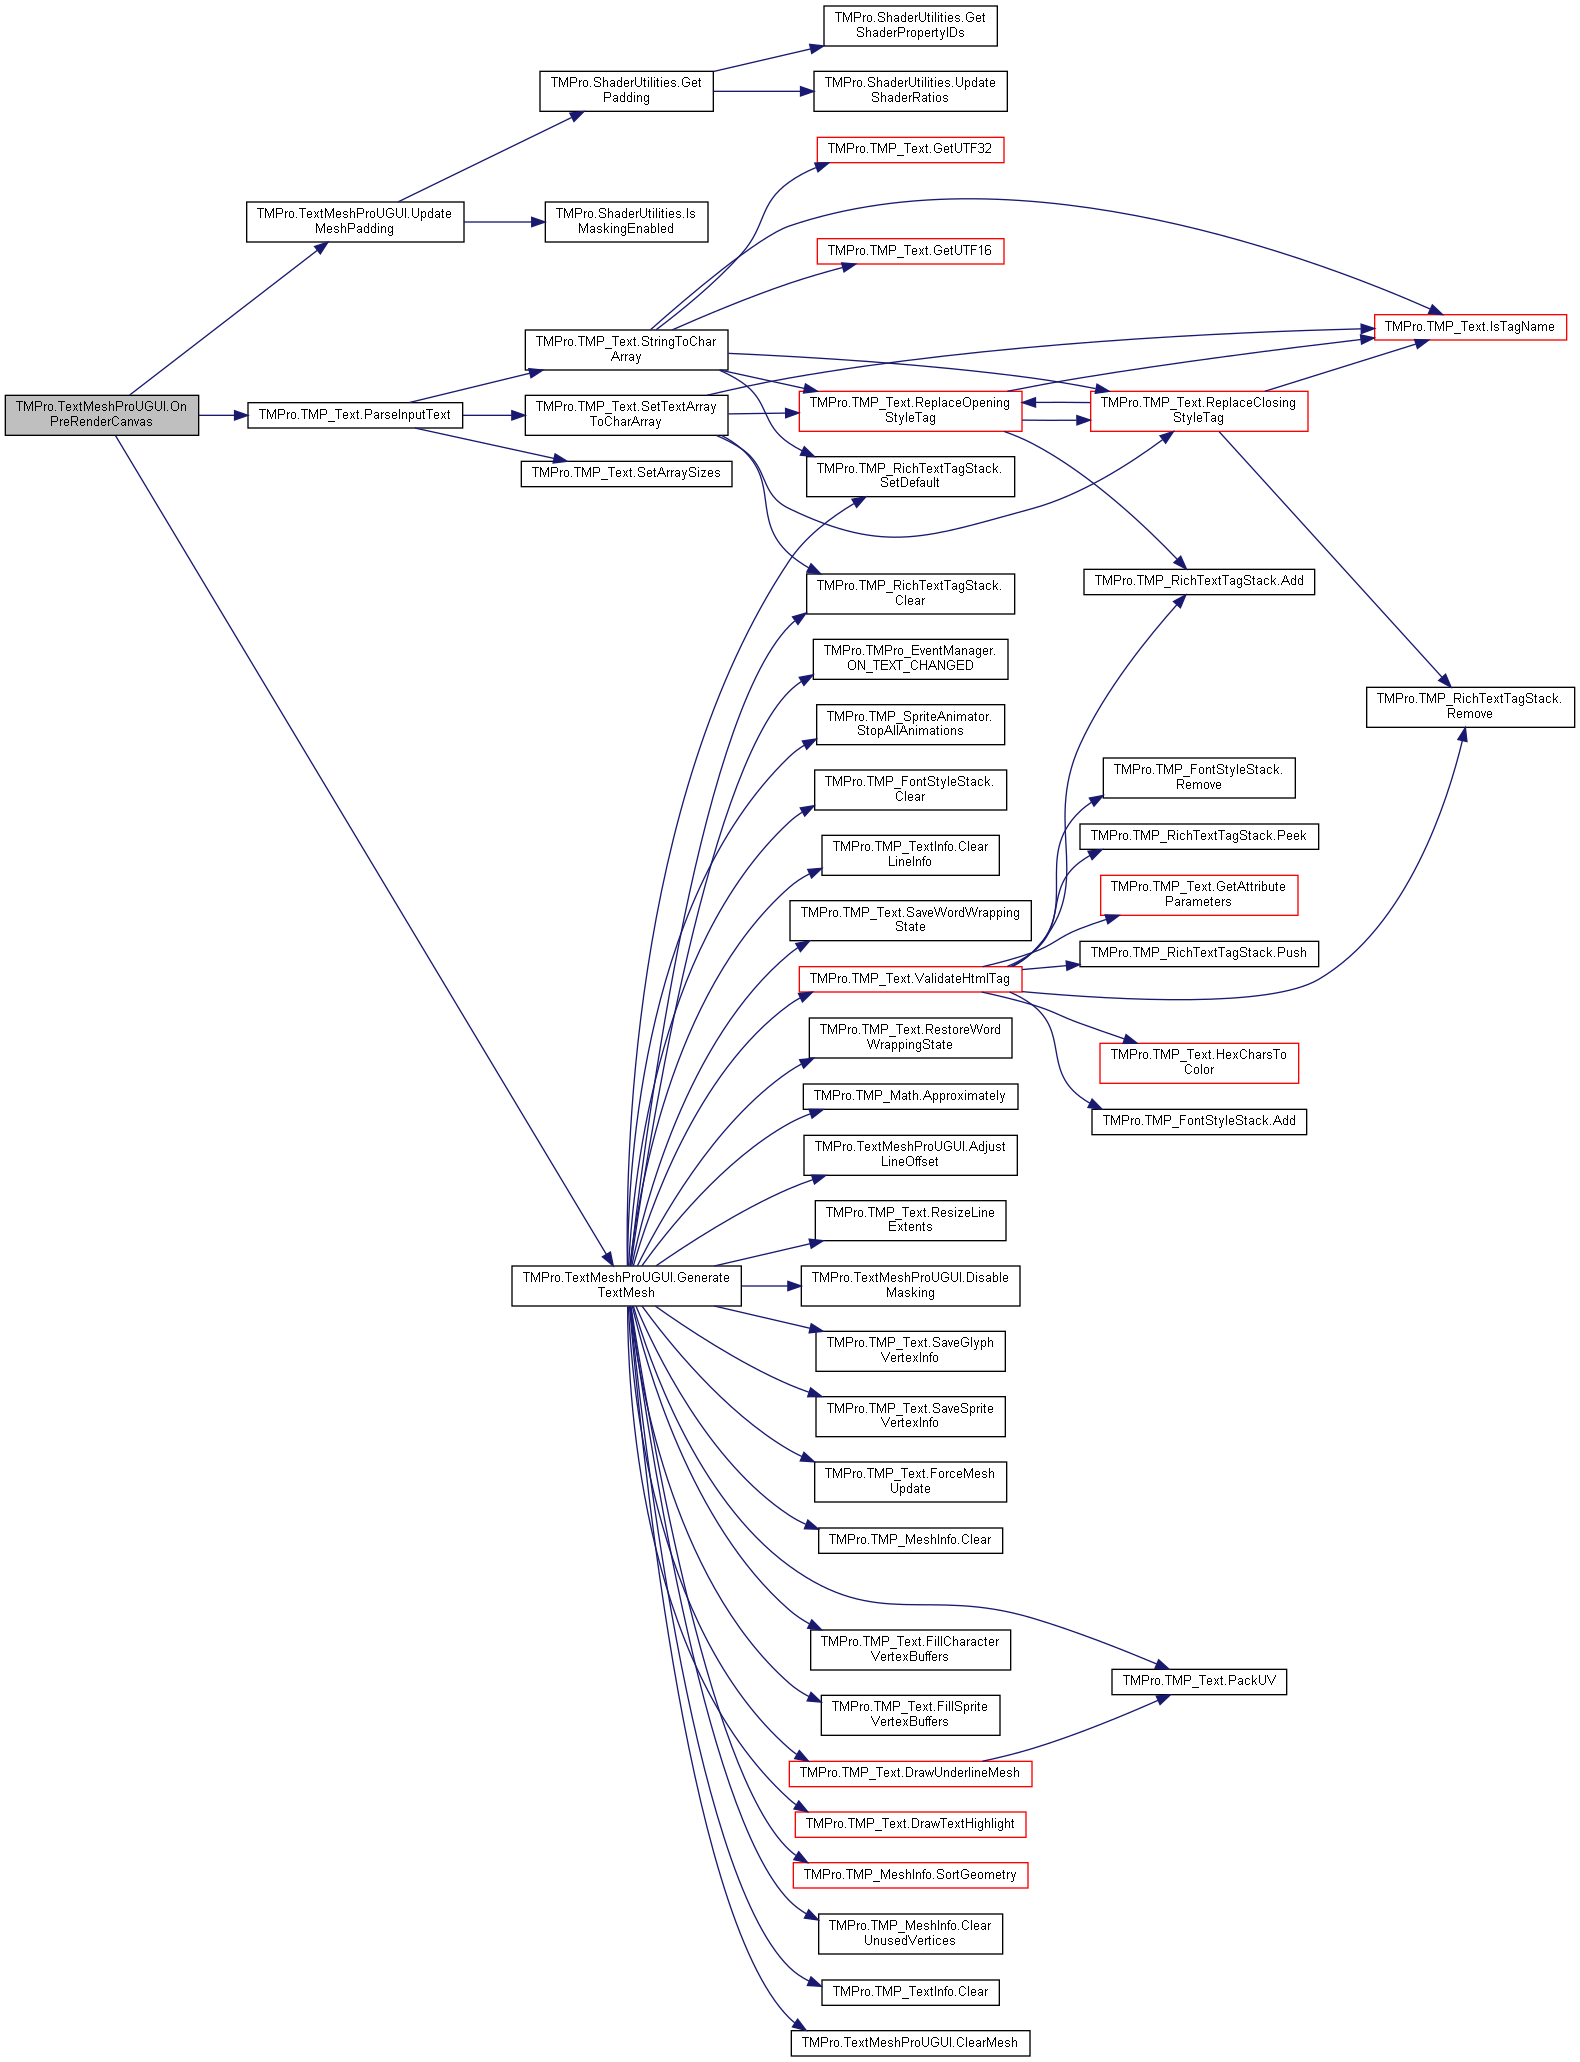 TMPro.ShaderUtilities.Get
ShaderPropertyIDs
TMPro.ShaderUtilities.Get
Padding
TMPro.ShaderUtilities.Update
ShaderRatios
TMPro.TMP_Text.GetUTF32
TMPro.TextMeshProUGUI.Update
MeshPadding
TMPro.ShaderUtilities.Is
MaskingEnabled
TMPro.TMP_Text.GetUTF16
TMPro.TMP_Text.StringToChar
Array
TMPro.TMP_Text.IsTagName
TMPro.TextMeshProUGUI.On
PreRenderCanvas
TMPro.TMP_Text.ParseInputText
TMPro.TMP_Text.SetTextArray
ToCharArray
TMPro.TMP_Text.ReplaceOpening
StyleTag
TMPro.TMP_Text.ReplaceClosing
StyleTag
TMPro.TMP_Text.SetArraySizes
TMPro.TMP_RichTextTagStack.
SetDefault
TMPro.TMP_RichTextTagStack.
Clear
TMPro.TMP_RichTextTagStack.Add
TMPro.TMPro_EventManager.
ON_TEXT_CHANGED
TMPro.TMP_RichTextTagStack.
Remove
TMPro.TMP_SpriteAnimator.
StopAllAnimations
TMPro.TMP_FontStyleStack.
Clear
TMPro.TMP_FontStyleStack.
Remove
TMPro.TMP_TextInfo.Clear
LineInfo
TMPro.TMP_RichTextTagStack.Peek
TMPro.TMP_Text.GetAttribute
Parameters
TMPro.TMP_Text.SaveWordWrapping
State
TMPro.TMP_RichTextTagStack.Push
TMPro.TMP_Text.ValidateHtmlTag
TMPro.TMP_Text.RestoreWord
WrappingState
TMPro.TMP_Text.HexCharsTo
Color
TMPro.TMP_Math.Approximately
TMPro.TMP_FontStyleStack.Add
TMPro.TextMeshProUGUI.Adjust
LineOffset
TMPro.TMP_Text.ResizeLine
Extents
TMPro.TextMeshProUGUI.Generate
TextMesh
TMPro.TextMeshProUGUI.Disable
Masking
TMPro.TMP_Text.SaveGlyph
VertexInfo
TMPro.TMP_Text.SaveSprite
VertexInfo
TMPro.TMP_Text.ForceMesh
Update
TMPro.TMP_MeshInfo.Clear
TMPro.TMP_Text.FillCharacter
VertexBuffers
TMPro.TMP_Text.PackUV
TMPro.TMP_Text.FillSprite
VertexBuffers
TMPro.TMP_Text.DrawUnderlineMesh
TMPro.TMP_Text.DrawTextHighlight
TMPro.TMP_MeshInfo.SortGeometry
TMPro.TMP_MeshInfo.Clear
UnusedVertices
TMPro.TMP_TextInfo.Clear
TMPro.TextMeshProUGUI.ClearMesh